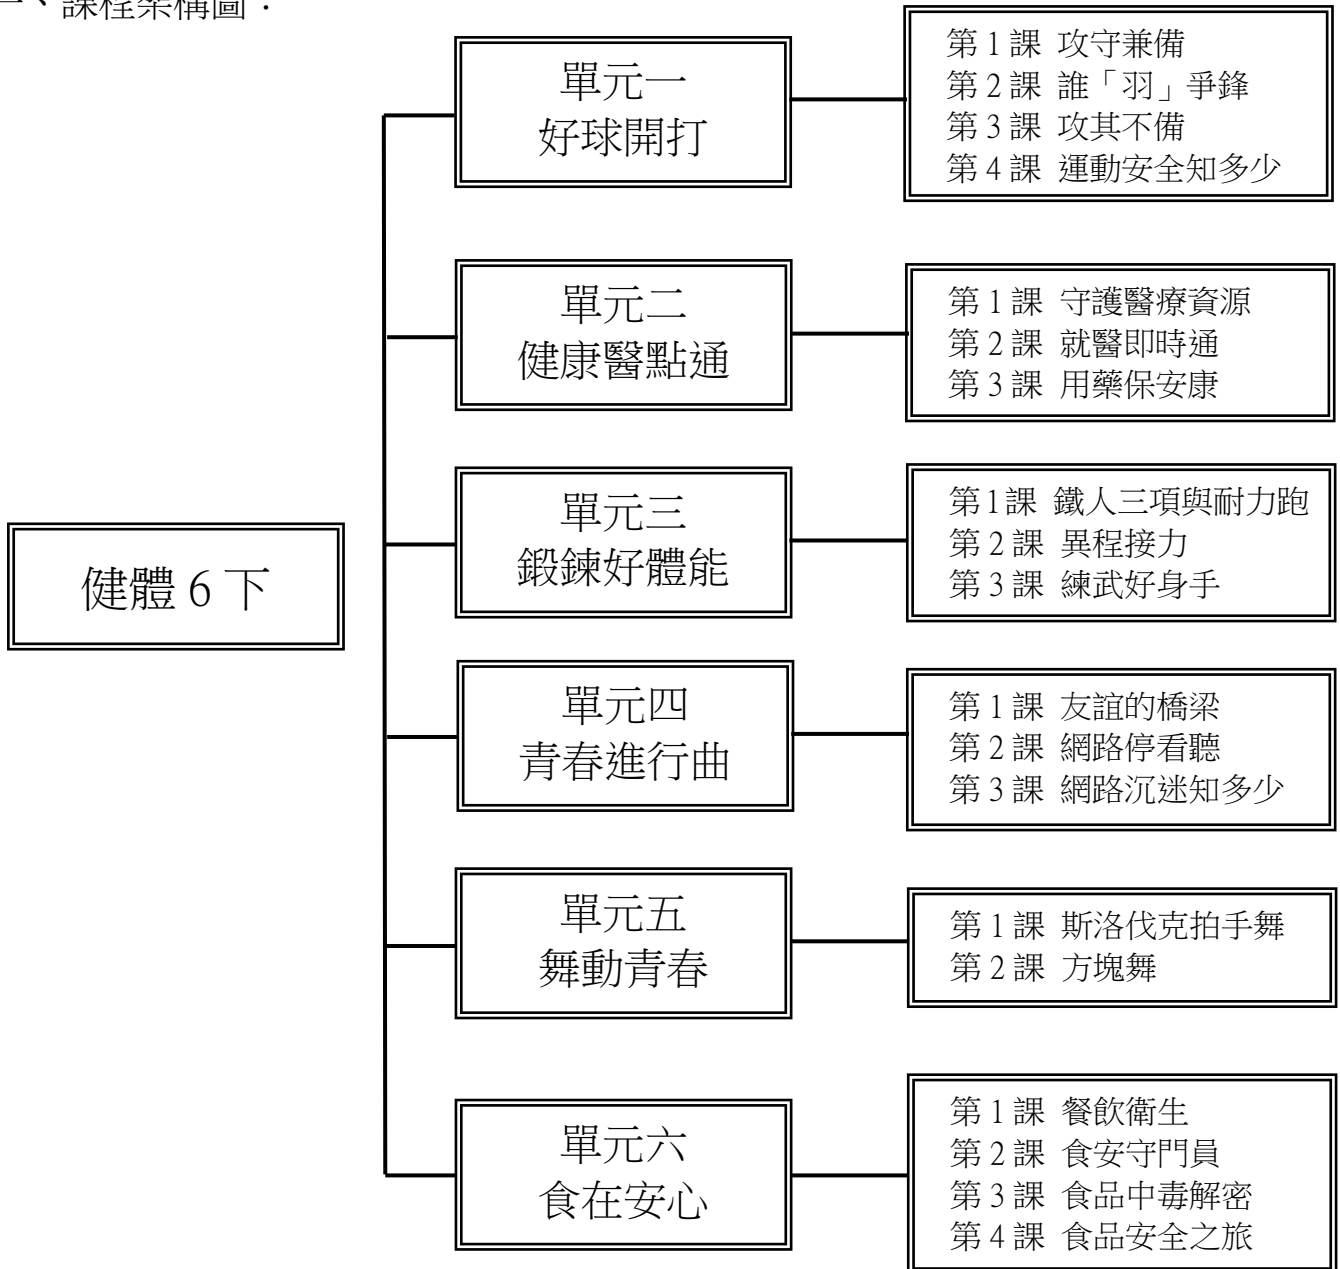 、課程架構圖：
單元一
好球開打
第1課 攻守兼備
第2課 誰「羽」爭鋒
第3課 攻其不備
第4課 運動安全知多少
單元二
健康醫點通
第1課 守護醫療資源
第2課 就醫即時通
第3課 用藥保安康
健體6下
單元三
鍛鍊好體能
第1課 鐵人三項與耐力跑
第2課 異程接力
第3課 練武好身手
單元四
青春進行曲
第1課 友誼的橋梁
第2課 網路停看聽
第3課 網路沉迷知多少
單元五
舞動青春
第1課 斯洛伐克拍手舞
第2課 方塊舞
單元六
食在安心
第1課 餐飲衛生
第2課 食安守門員
第3課 食品中毒解密
第4課 食品安全之旅